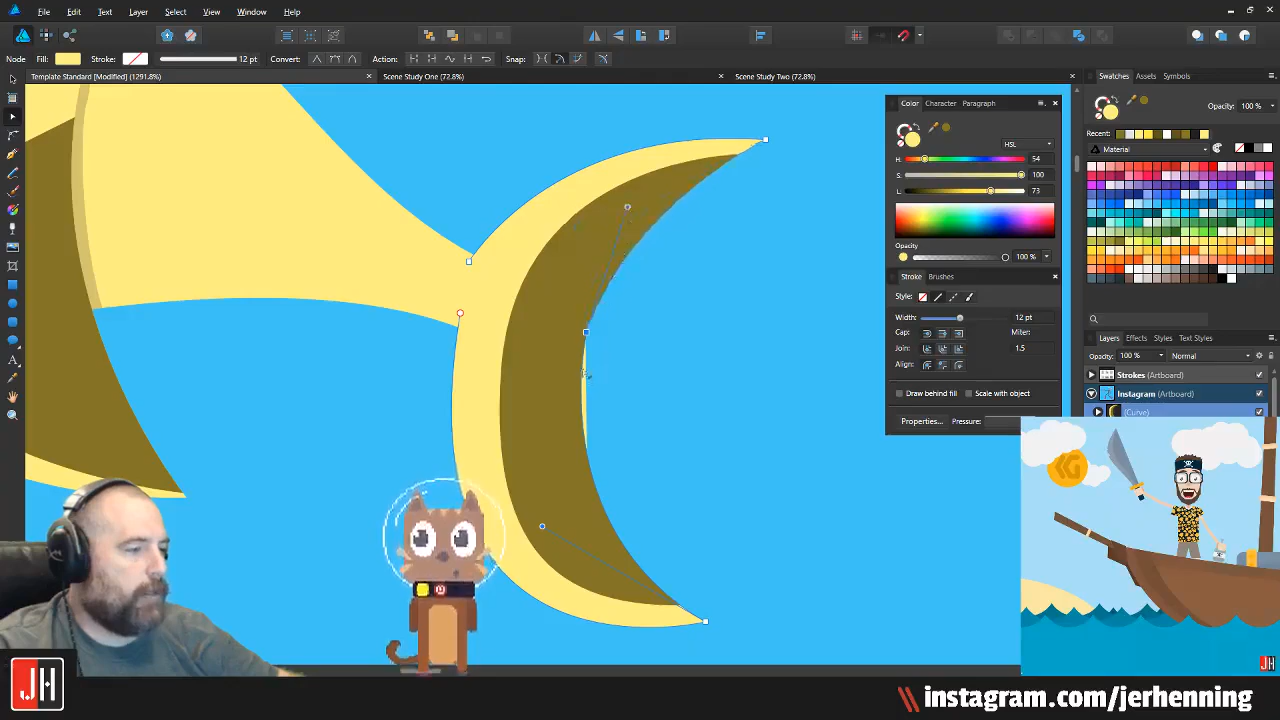 File Edit Text Layer Select View Window Help
Node Fill: Stroke: 12 pt Convert: Action: Snap:
Template Standard [Modified] (1291.8%) × Scene Study One (72.8%) × Scene Study Two (72.8%) ×
Swatches Assets Symbols
Opacity: 100 %
Recent:
Material
Color Character Paragraph
HSL
H: 54
S: 100
L: 73
Opacity
100 %
Stroke Brushes
Style:
Width: 12 pt
Cap: Miter:
Join: 1.5
Align:
Draw behind fill Scale with object
Properties... Pressure:
Layers Effects Styles Text Styles
Opacity: 100 % Normal
Strokes (Artboard)
Instagram (Artboard)
(Curve)
JH
JH
\\ instagram.com/jerhenning